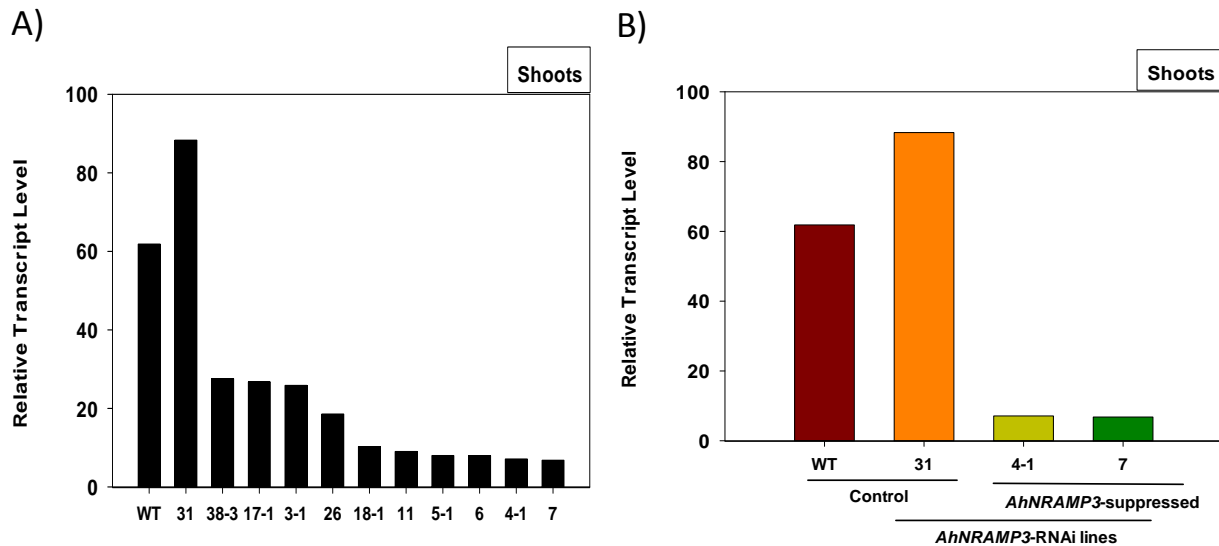 A)
Shoots
Relative Transcript Level
100
80
60
40
20
0
WT 31 38-3 17-1 3-1 26 18-1 11 5-1 6 4-1 7
B)
Shoots
Relative Transcript Level
100
80
60
40
20
0
WT 31 4-1 7
Control AhNRAMP3-suppressed
AhNRAMP3-RNAi lines